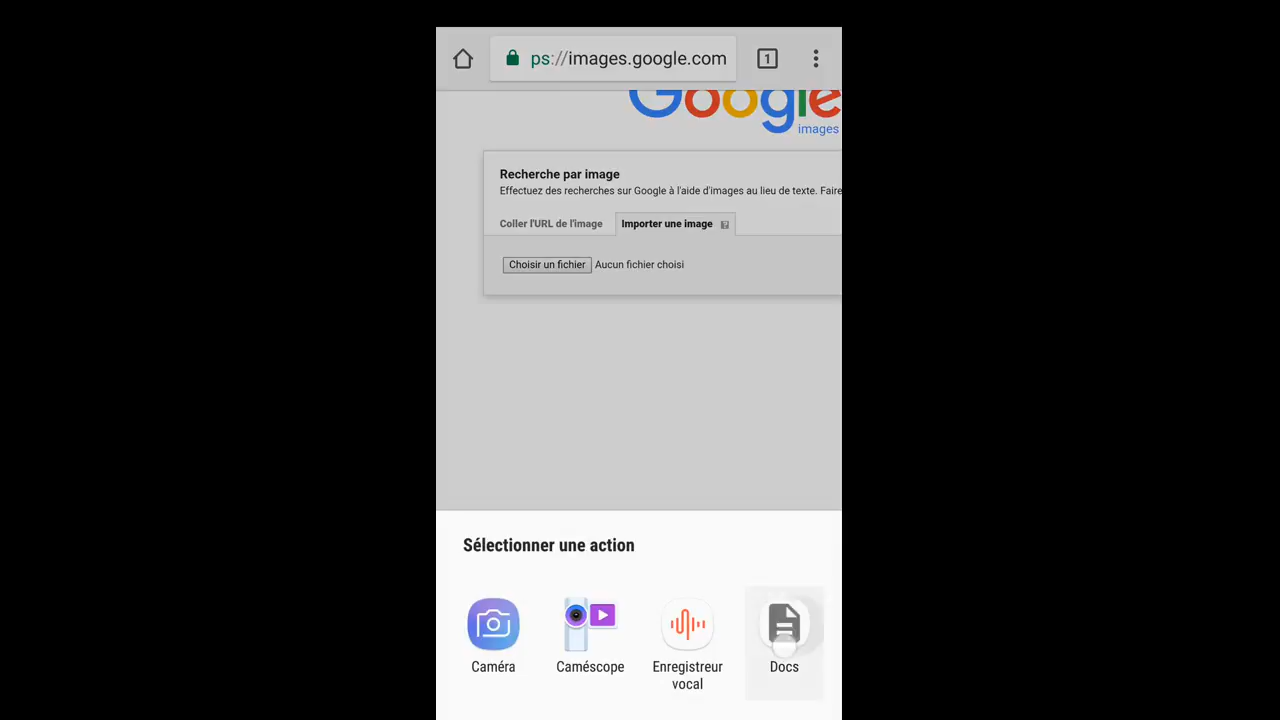 ps://images.google.com
1
Google
images
Recherche par image
Effectuez des recherches sur Google à l'aide d'images au lieu de texte. Faire
Coller l'URL de l'image
Importer une image
?
Choisir un fichier
Aucun fichier choisi
Sélectionner une action
Caméra
Caméscope
Enregistreur
vocal
Docs